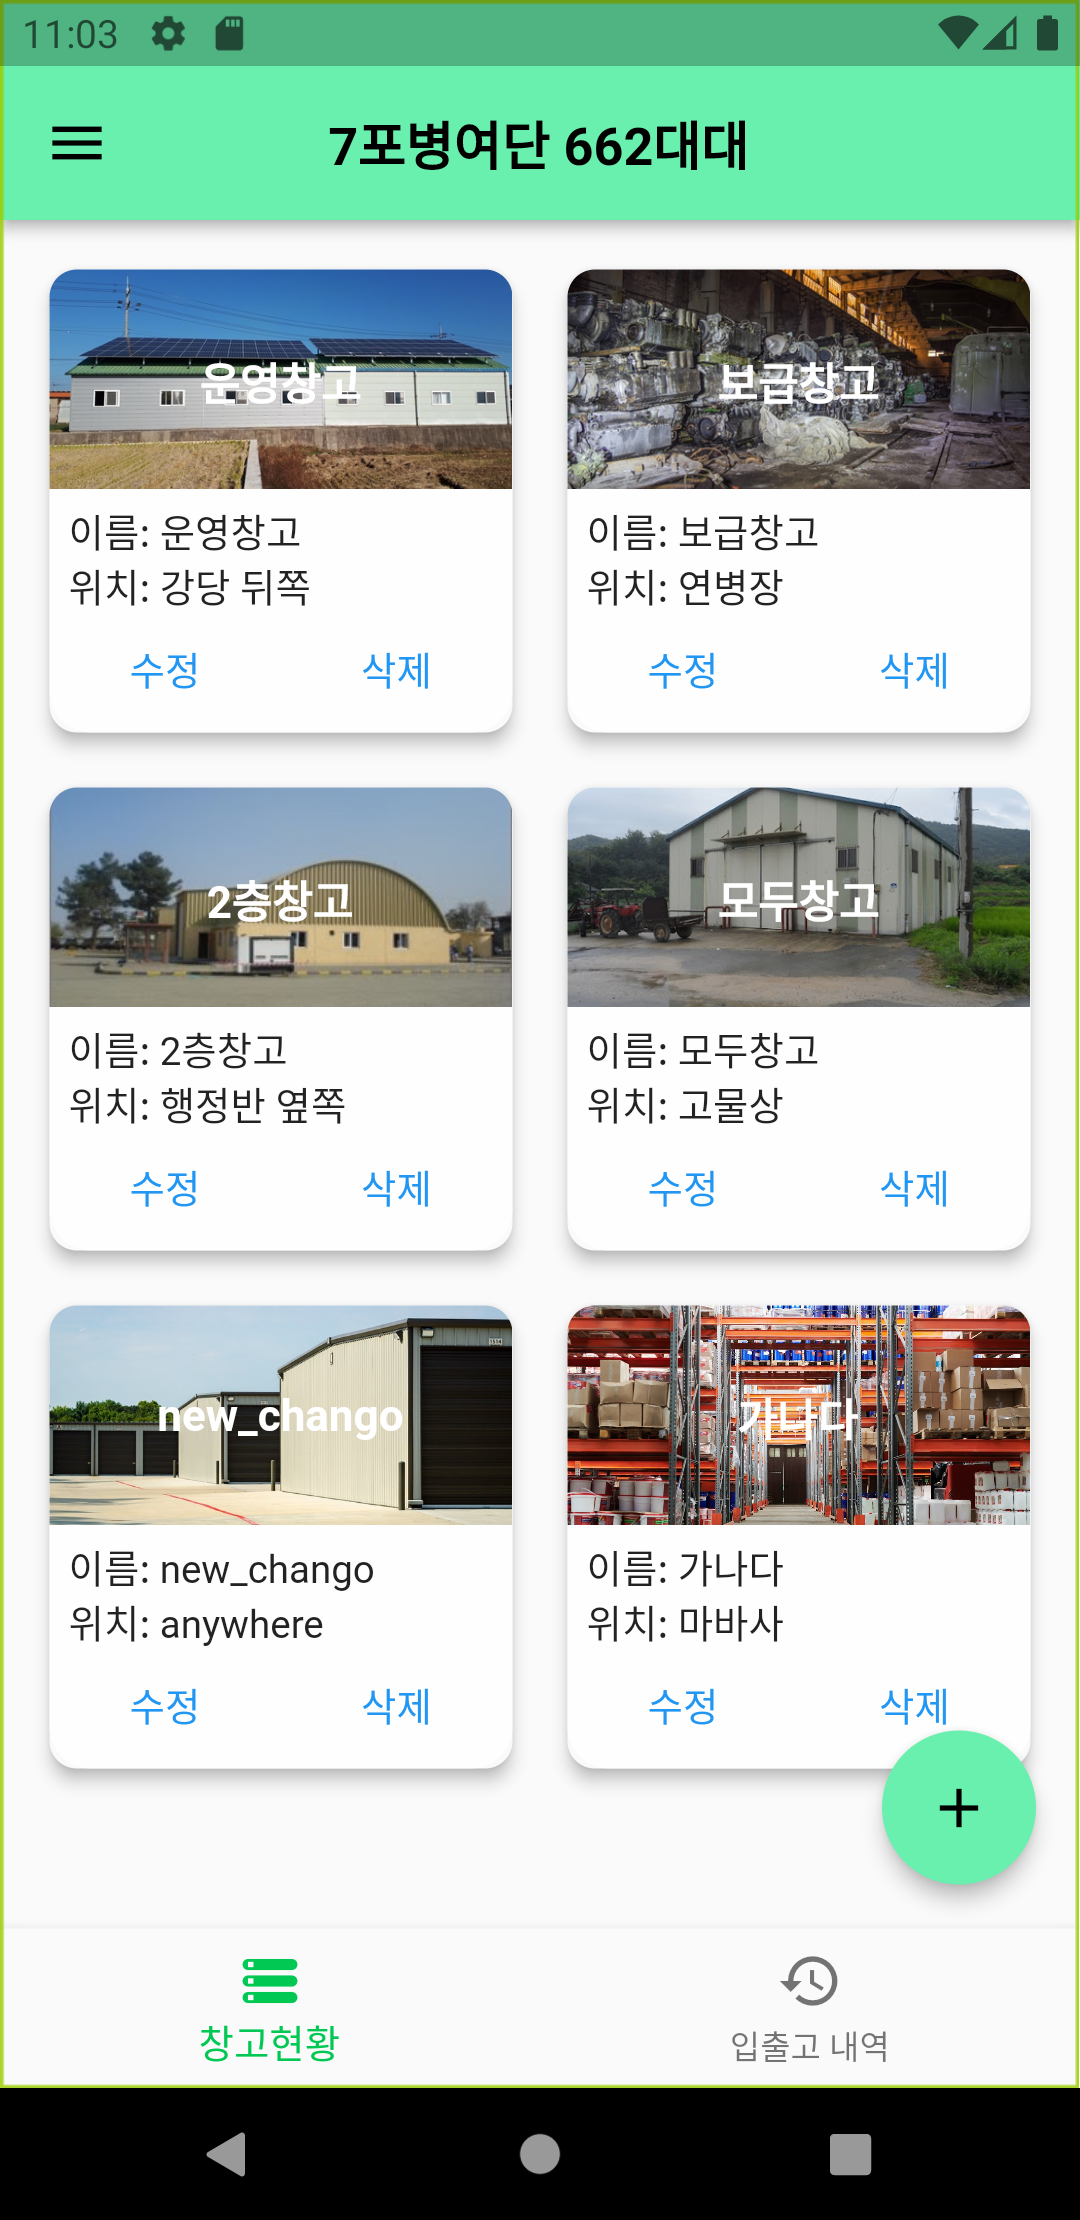 11:03
7포병여단 662대대
운영창고
보급창고
이름: 운영창고
위치: 강당 뒤쪽
수정 삭제
이름: 보급창고
위치: 연병장
수정 삭제
2층창고
모두창고
이름: 2층창고
위치: 행정반 옆쪽
수정 삭제
이름: 모두창고
위치: 고물상
수정 삭제
new_chango
가나다
이름: new_chango
위치: anywhere
수정 삭제
이름: 가나다
위치: 마바사
수정 삭제
창고현황
입출고 내역